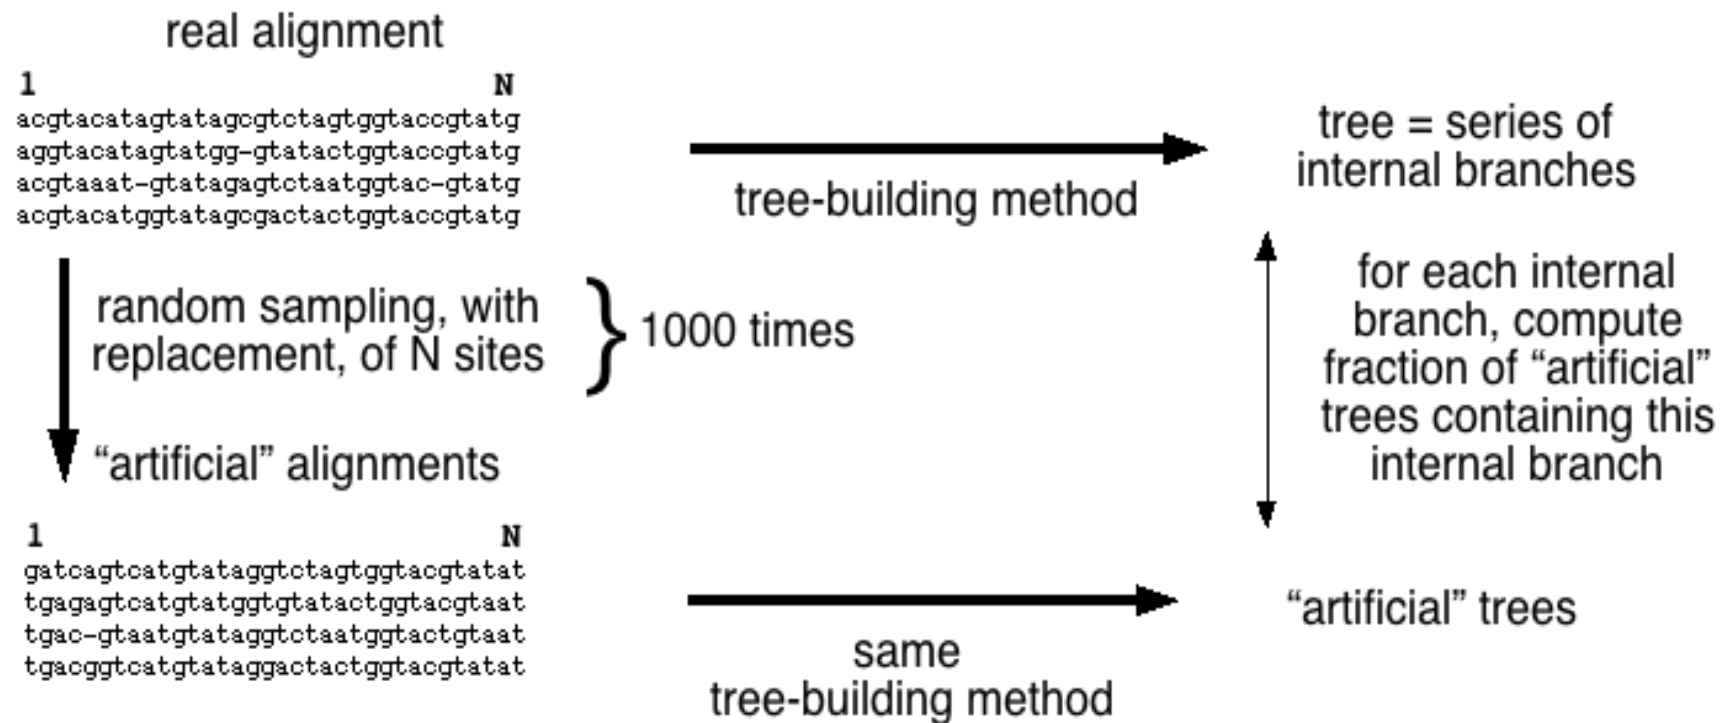 real alignment
1 N
acgtacatagtatagcgtctagtggtaccgtatg
aggtacatagtatgg-gtatactggtaccgtatg
acgtaaat-gtatagagtctaatggtac-gtatg
acgtacatggtatagcgactactggtaccgtatg
tree-building method
tree = series of
internal branches
random sampling, with
replacement, of N sites
} 1000 times
for each internal
branch, compute
fraction of “artificial”
trees containing this
internal branch
“artificial” alignments
1 N
gatcagtcatgtataggtctagtggtacgtatat
tgagagtcatgtatggtgtatactggtacgtaat
tgac-gtaatgtataggtctaatggtactgtaat
tgacggtcatgtataggactactggtacgtatat
same
tree-building method
“artificial” trees